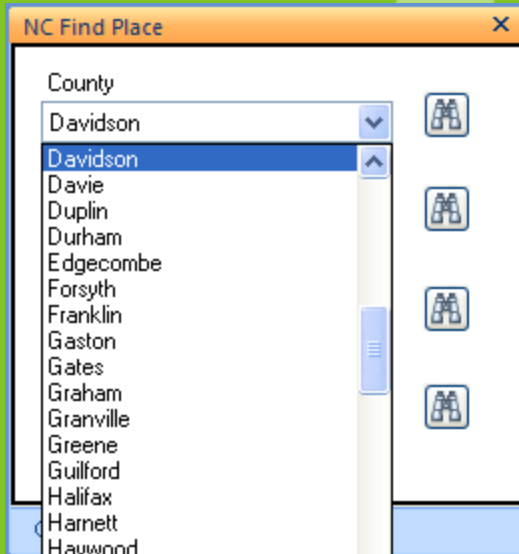 NC Find Place
County
Davidson
Davidson
Davie
Duplin
Durham
Edgecombe
Forsyth
Franklin
Gaston
Gates
Graham
Granville
Greene
Guilford
Halifax
Harnett
Haywood